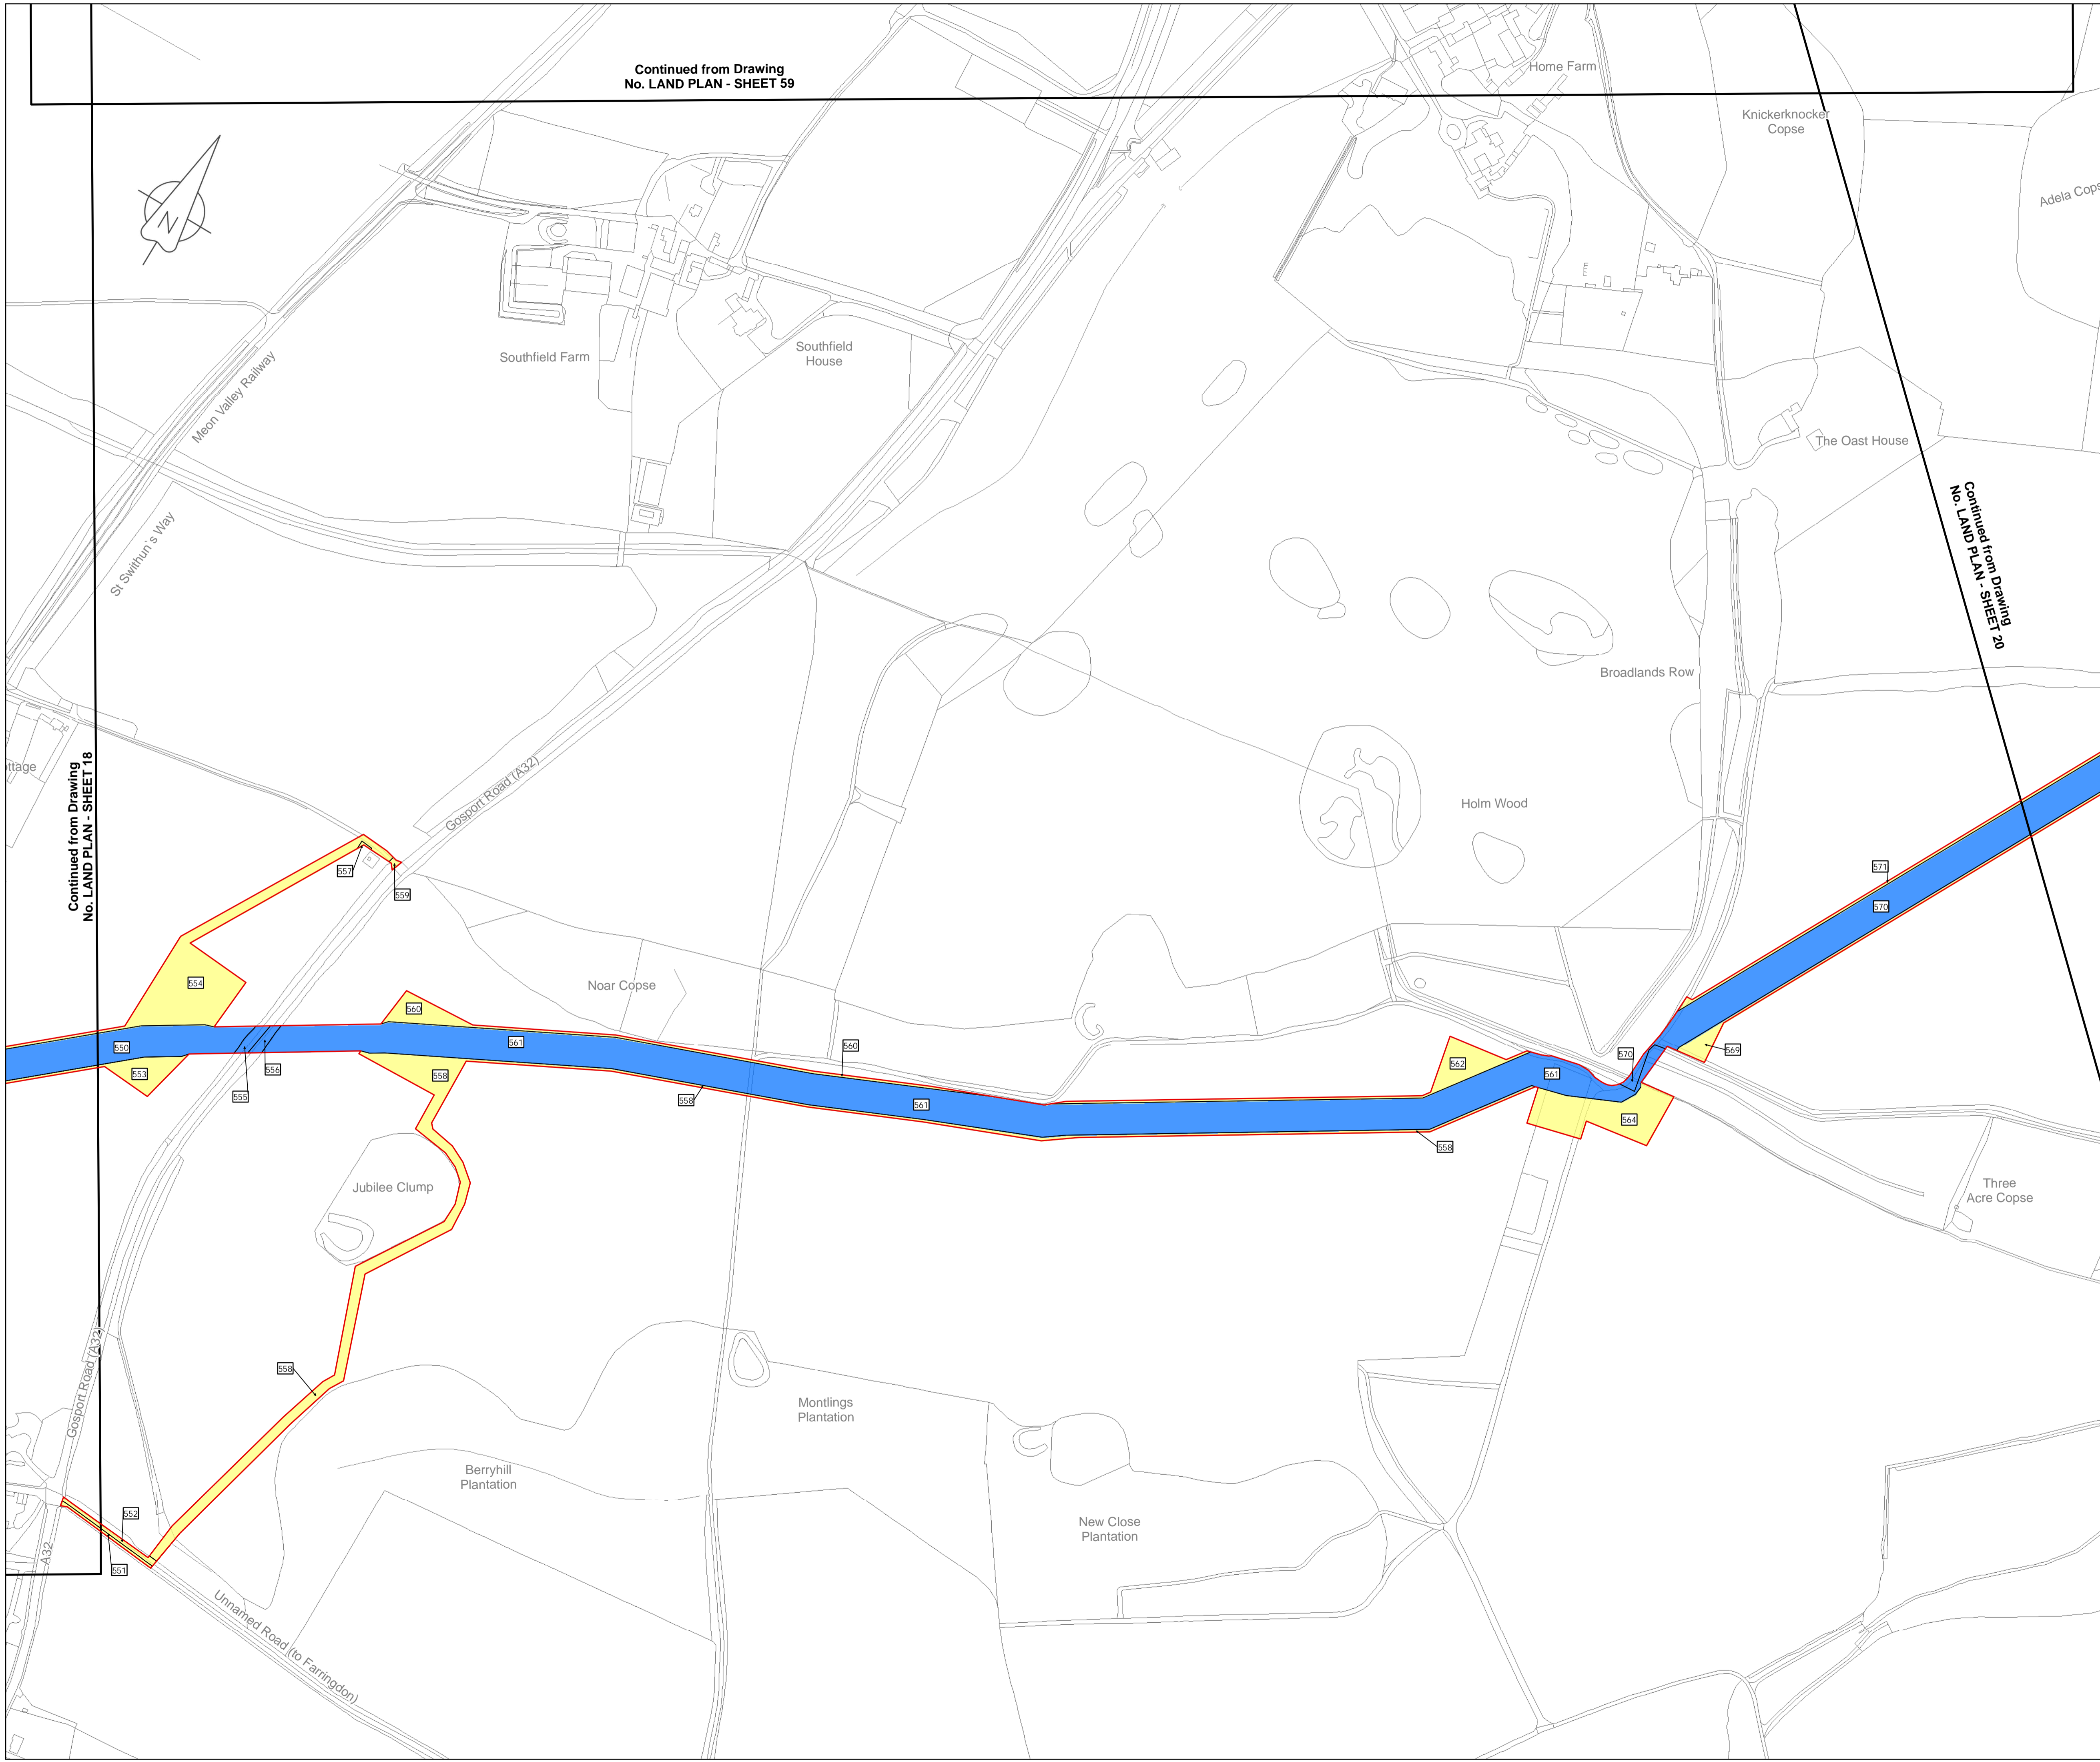 Continued from Drawing
No. LAND PLAN - SHEET 59
Home Farm
Knickerknocker
Copse
Adela Cops
N
Southfield Farm
Southfield
House
Meon Valley Railway
The Oast House
St Swithun`s Way
Continued from Drawing
No. LAND PLAN - SHEET 20
Broadlands Row
ttage
Continued from Drawing
No. LAND PLAN - SHEET 18
Gosport Road (A32)
Holm Wood
557
559
571
570
554
Noar Copse
560
550
561
560
556
553
558
555
558
561
562
561
570
569
564
558
Jubilee Clump
Three
Acre Copse
Gosport Road (A32)
558
Montlings
Plantation
Berryhill
Plantation
552
New Close
Plantation
A32
551
Unnamed Road (to Farringdon)